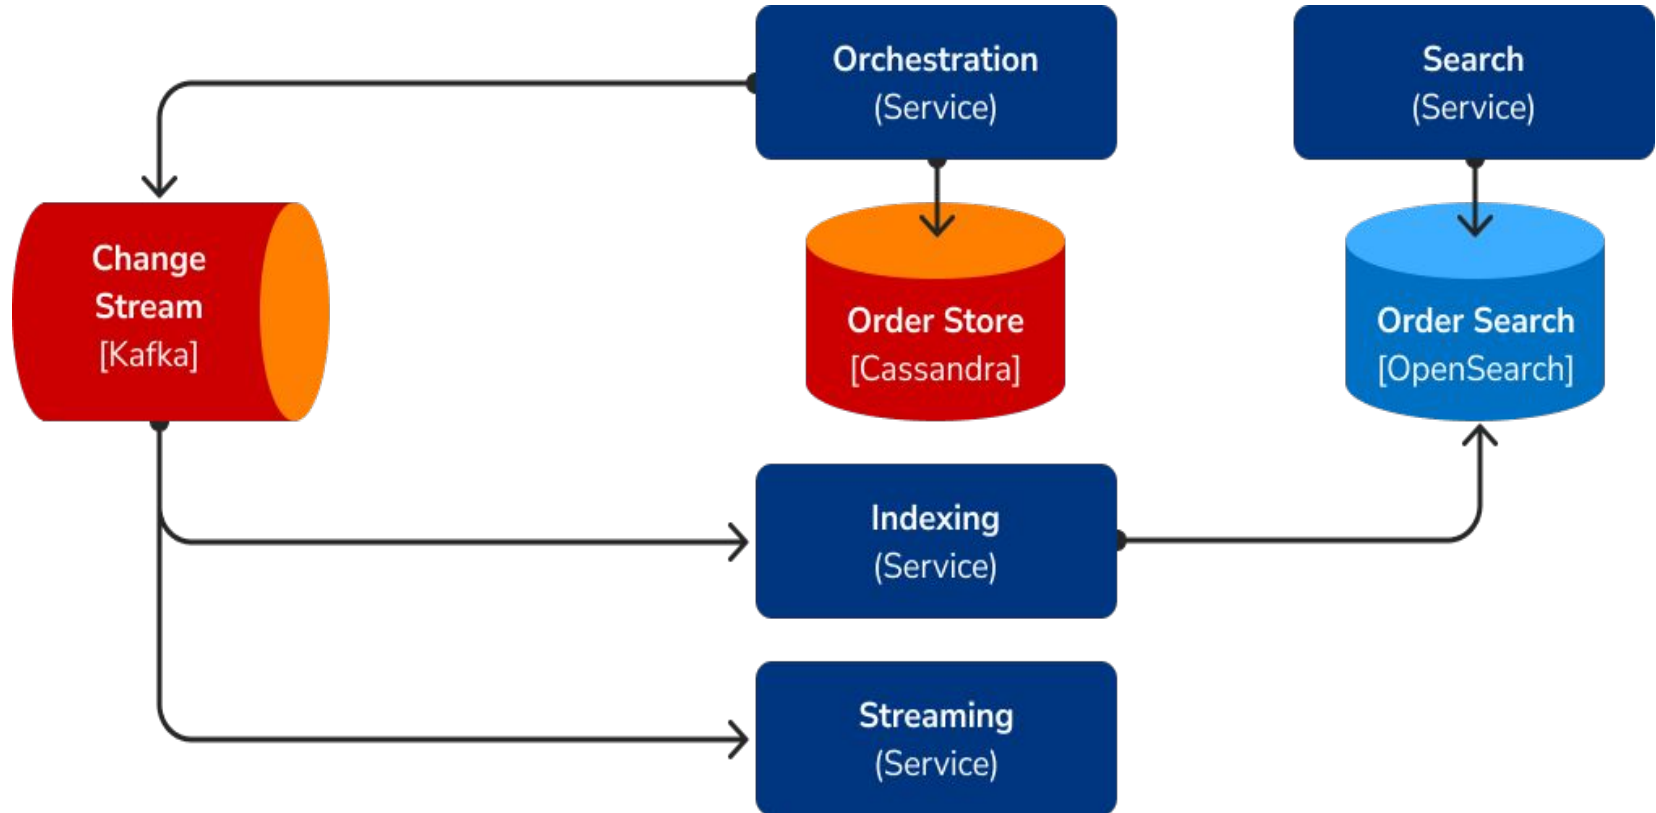 Orchestration
(Service)
Search
(Service)
Change
Stream
[Kafka]
Order Store
[Cassandra]
Order Search
[OpenSearch]
Indexing
(Service)
Streaming
(Service)